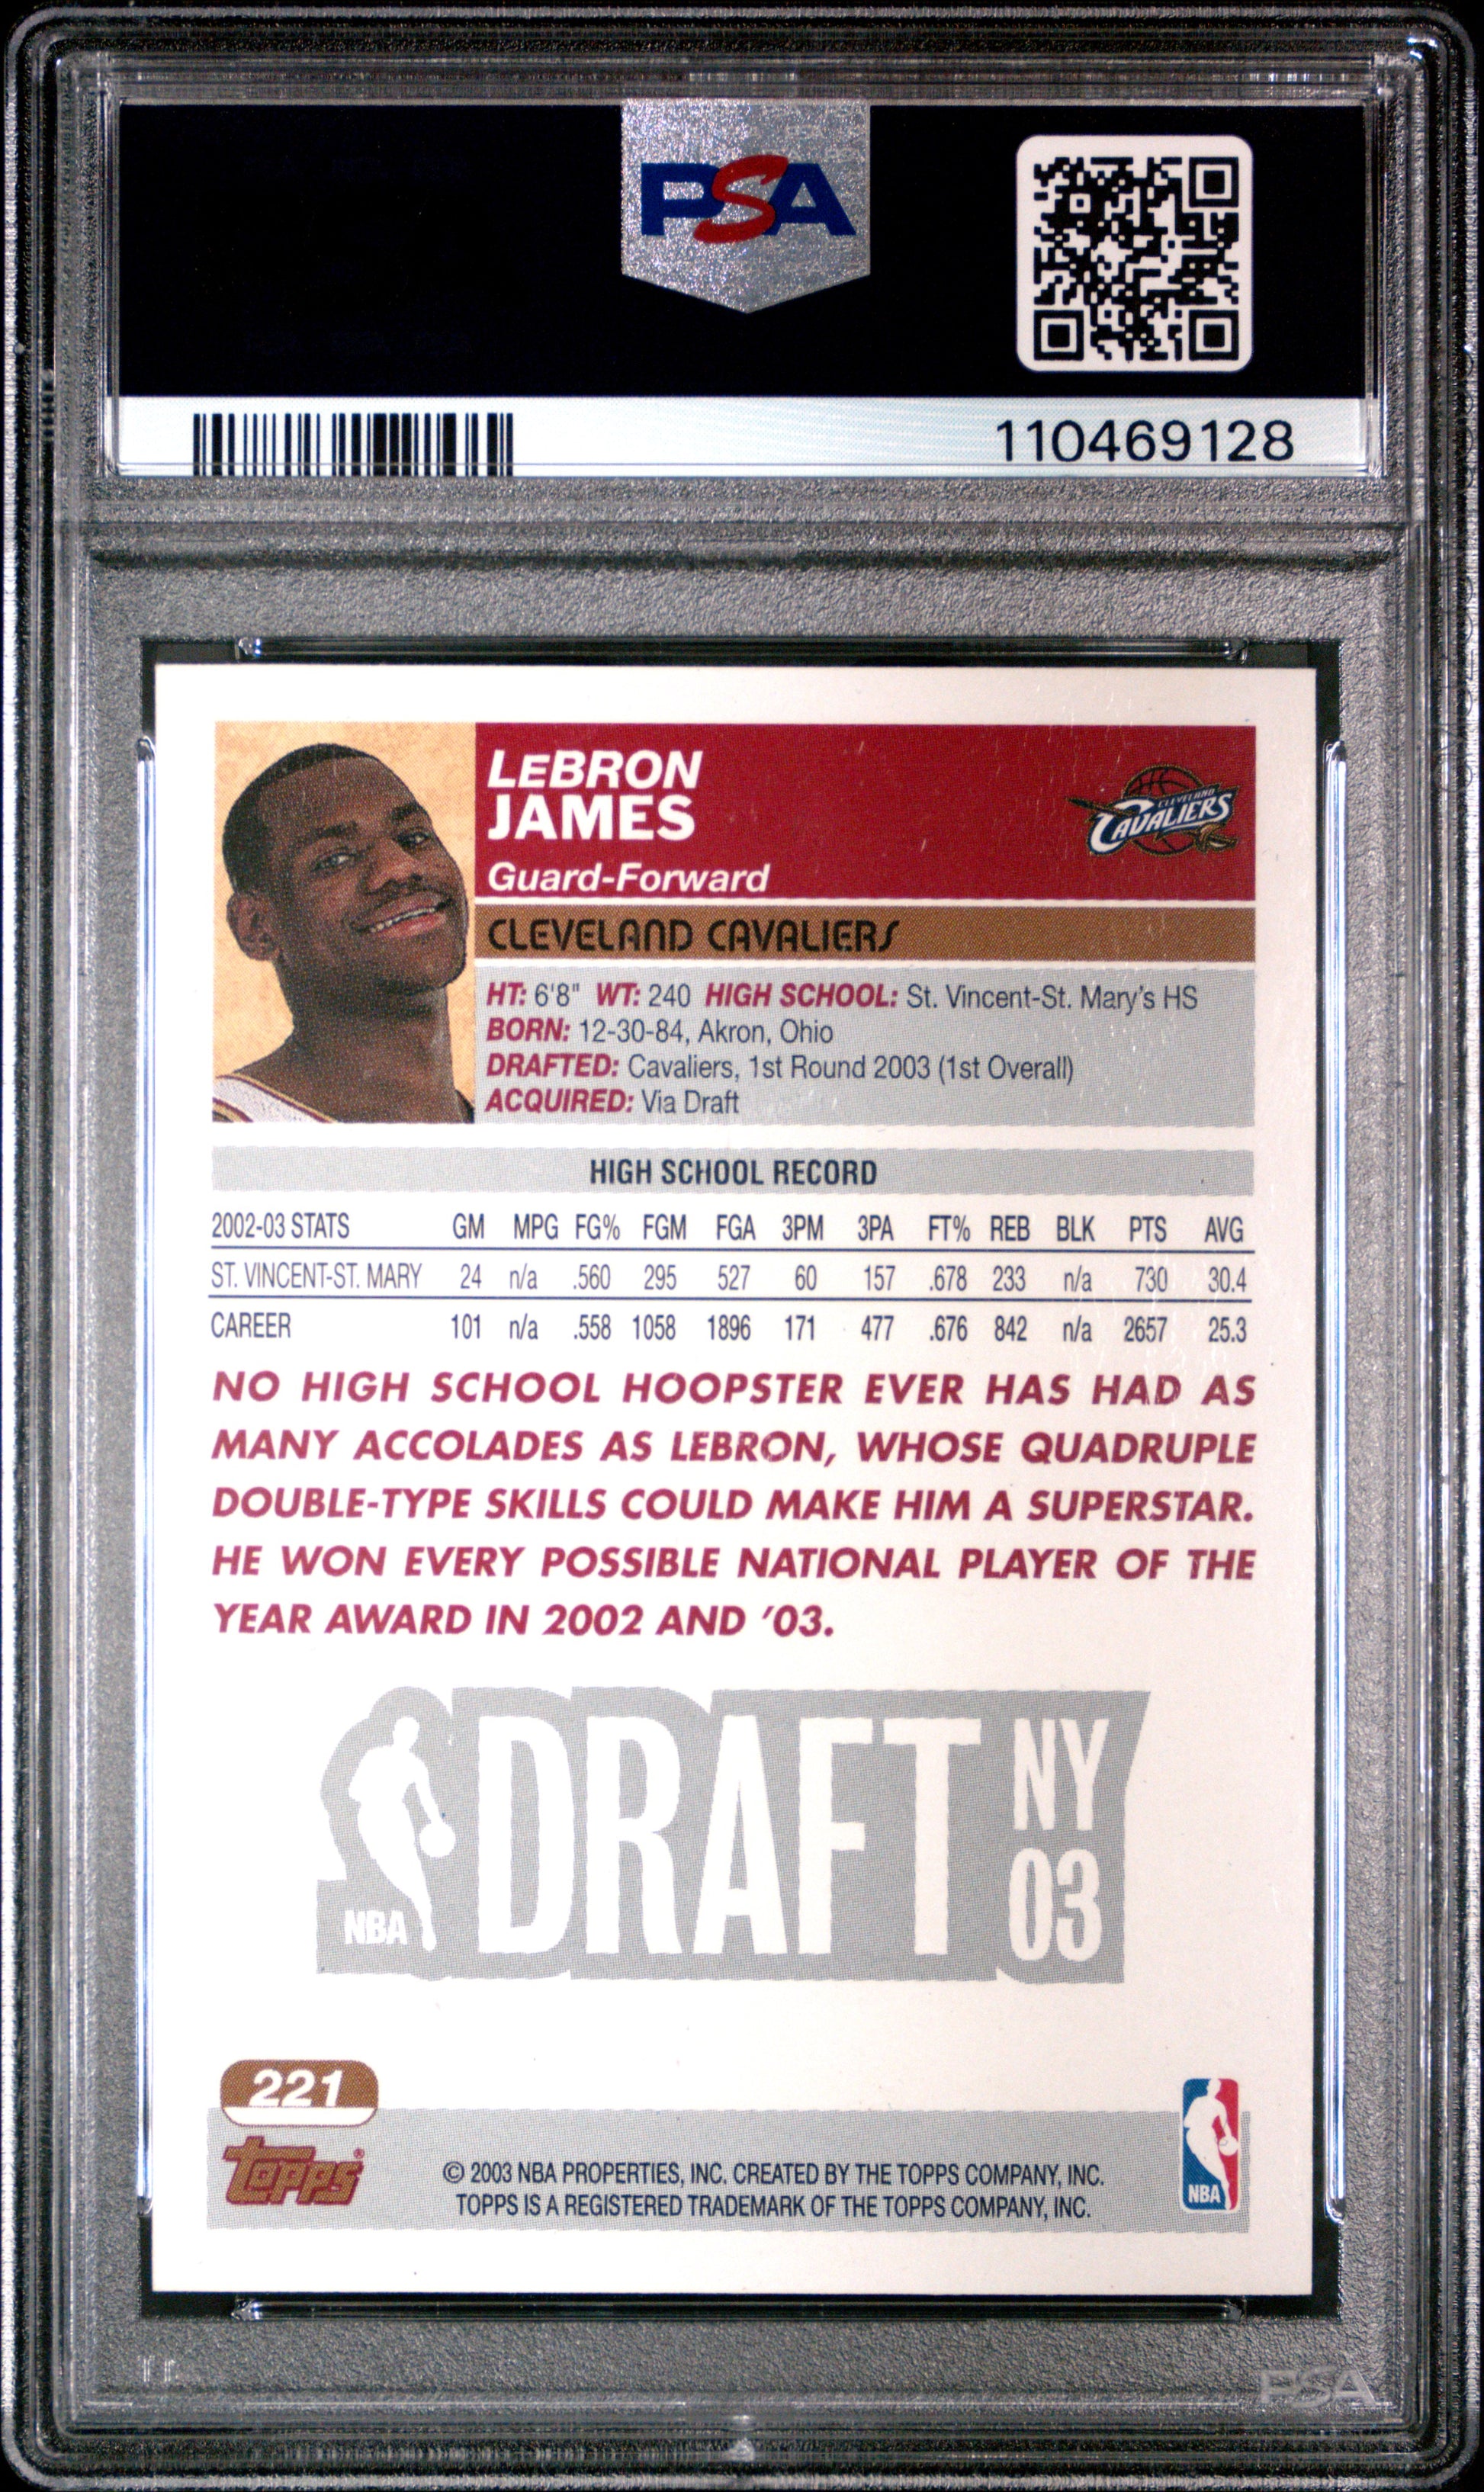 PSA
110469128
LEBRON
JAMES
Guard-Forward
CLEVELAND CAVALIERS
CLEVELAND
CAVALIERS
HT: 6'8" WT: 240 HIGH SCHOOL: St. Vincent-St. Mary's HS
BORN: 12-30-84, Akron, Ohio
DRAFTED: Cavaliers, 1st Round 2003 (1st Overall)
ACQUIRED: Via Draft
HIGH SCHOOL RECORD
2002-03 STATS GM MPG FG% FGM FGA 3PM 3PA FT% REB BLK PTS AVG
ST. VINCENT-ST. MARY 24 n/a .560 295 527 60 157 .678 233 n/a 730 30.4
CAREER 101 n/a .558 1058 1896 171 477 .676 842 n/a 2657 25.3
NO HIGH SCHOOL HOOPSTER EVER HAS HAD AS
MANY ACCOLADES AS LEBRON, WHOSE QUADRUPLE
DOUBLE-TYPE SKILLS COULD MAKE HIM A SUPERSTAR.
HE WON EVERY POSSIBLE NATIONAL PLAYER OF THE
YEAR AWARD IN 2002 AND '03.
NBA DRAFT NY
03
221
Topps®
© 2003 NBA PROPERTIES, INC. CREATED BY THE TOPPS COMPANY, INC.
TOPPS IS A REGISTERED TRADEMARK OF THE TOPPS COMPANY, INC.
NBA
PSA